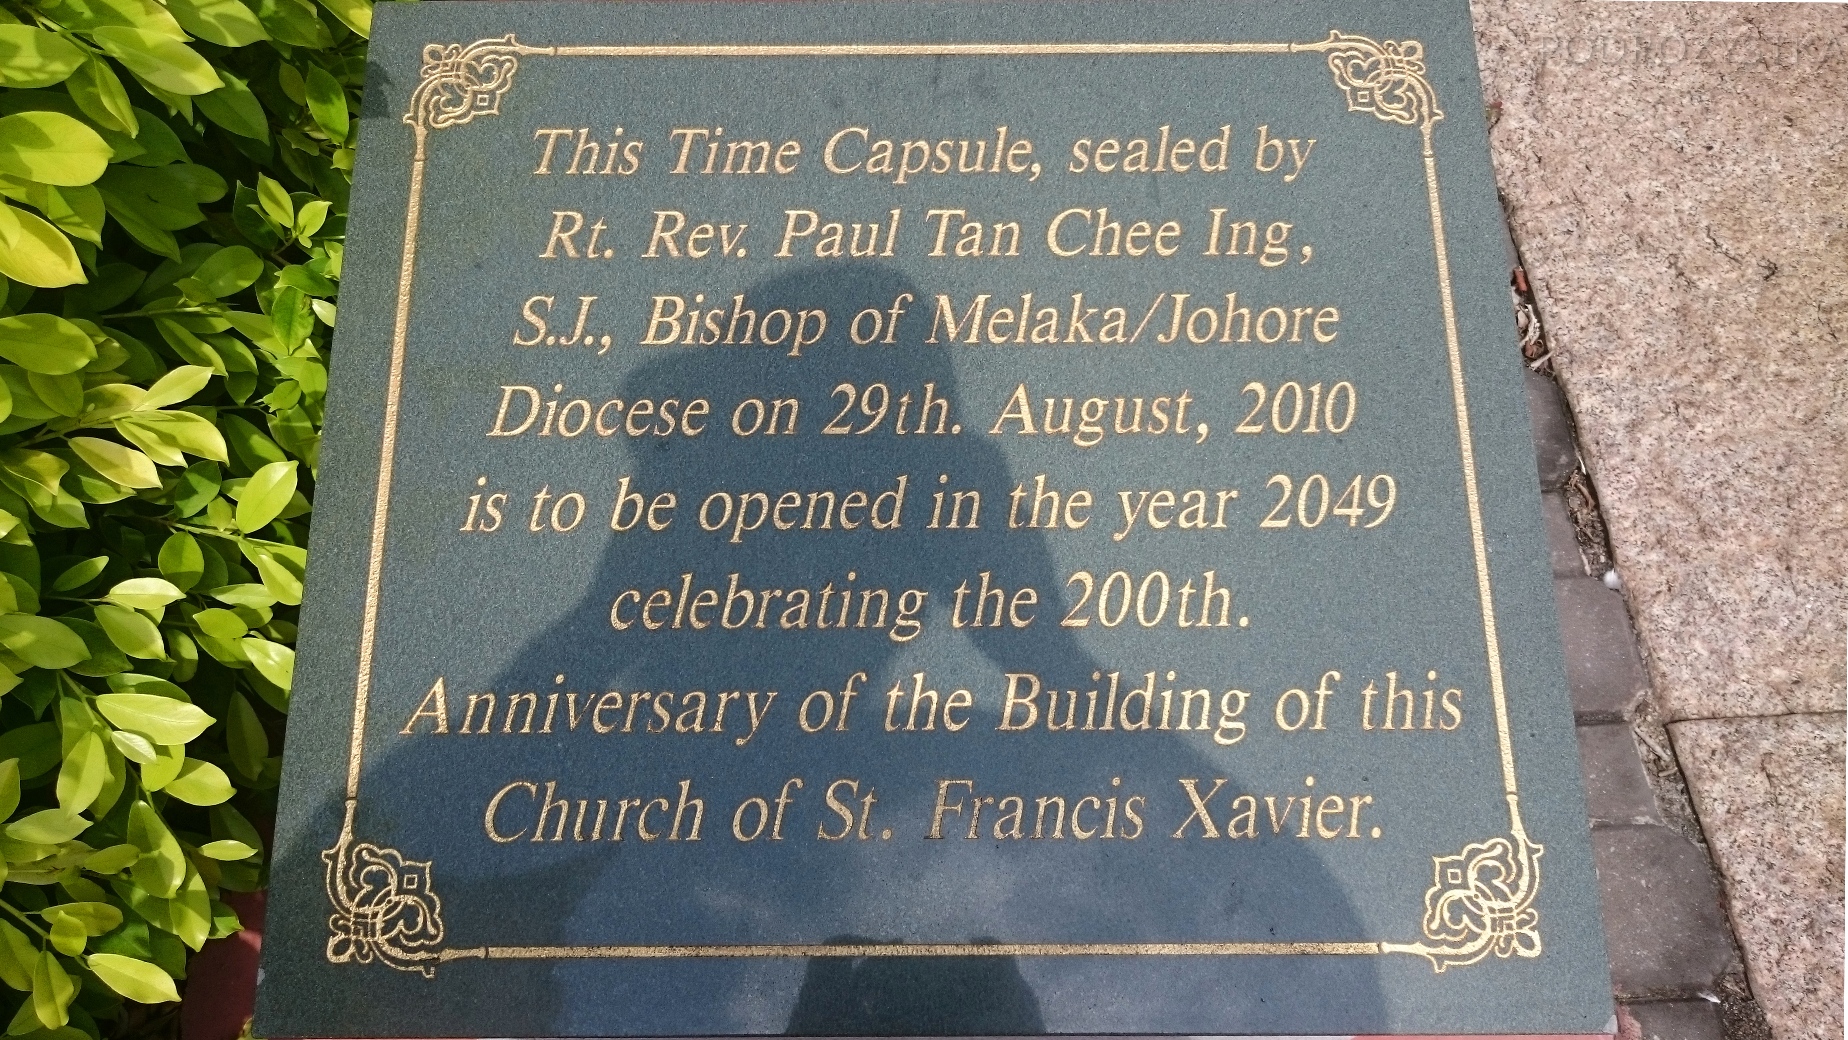 This Time Capsule, sealed by
Rt. Rev. Paul Tan Chee Ing,
S.J., Bishop of Melaka/Johore
Diocese on 29th. August, 2010
is to be opened in the year 2049
celebrating the 200th.
Anniversary of the Building of this
Church of St. Francis Xavier.